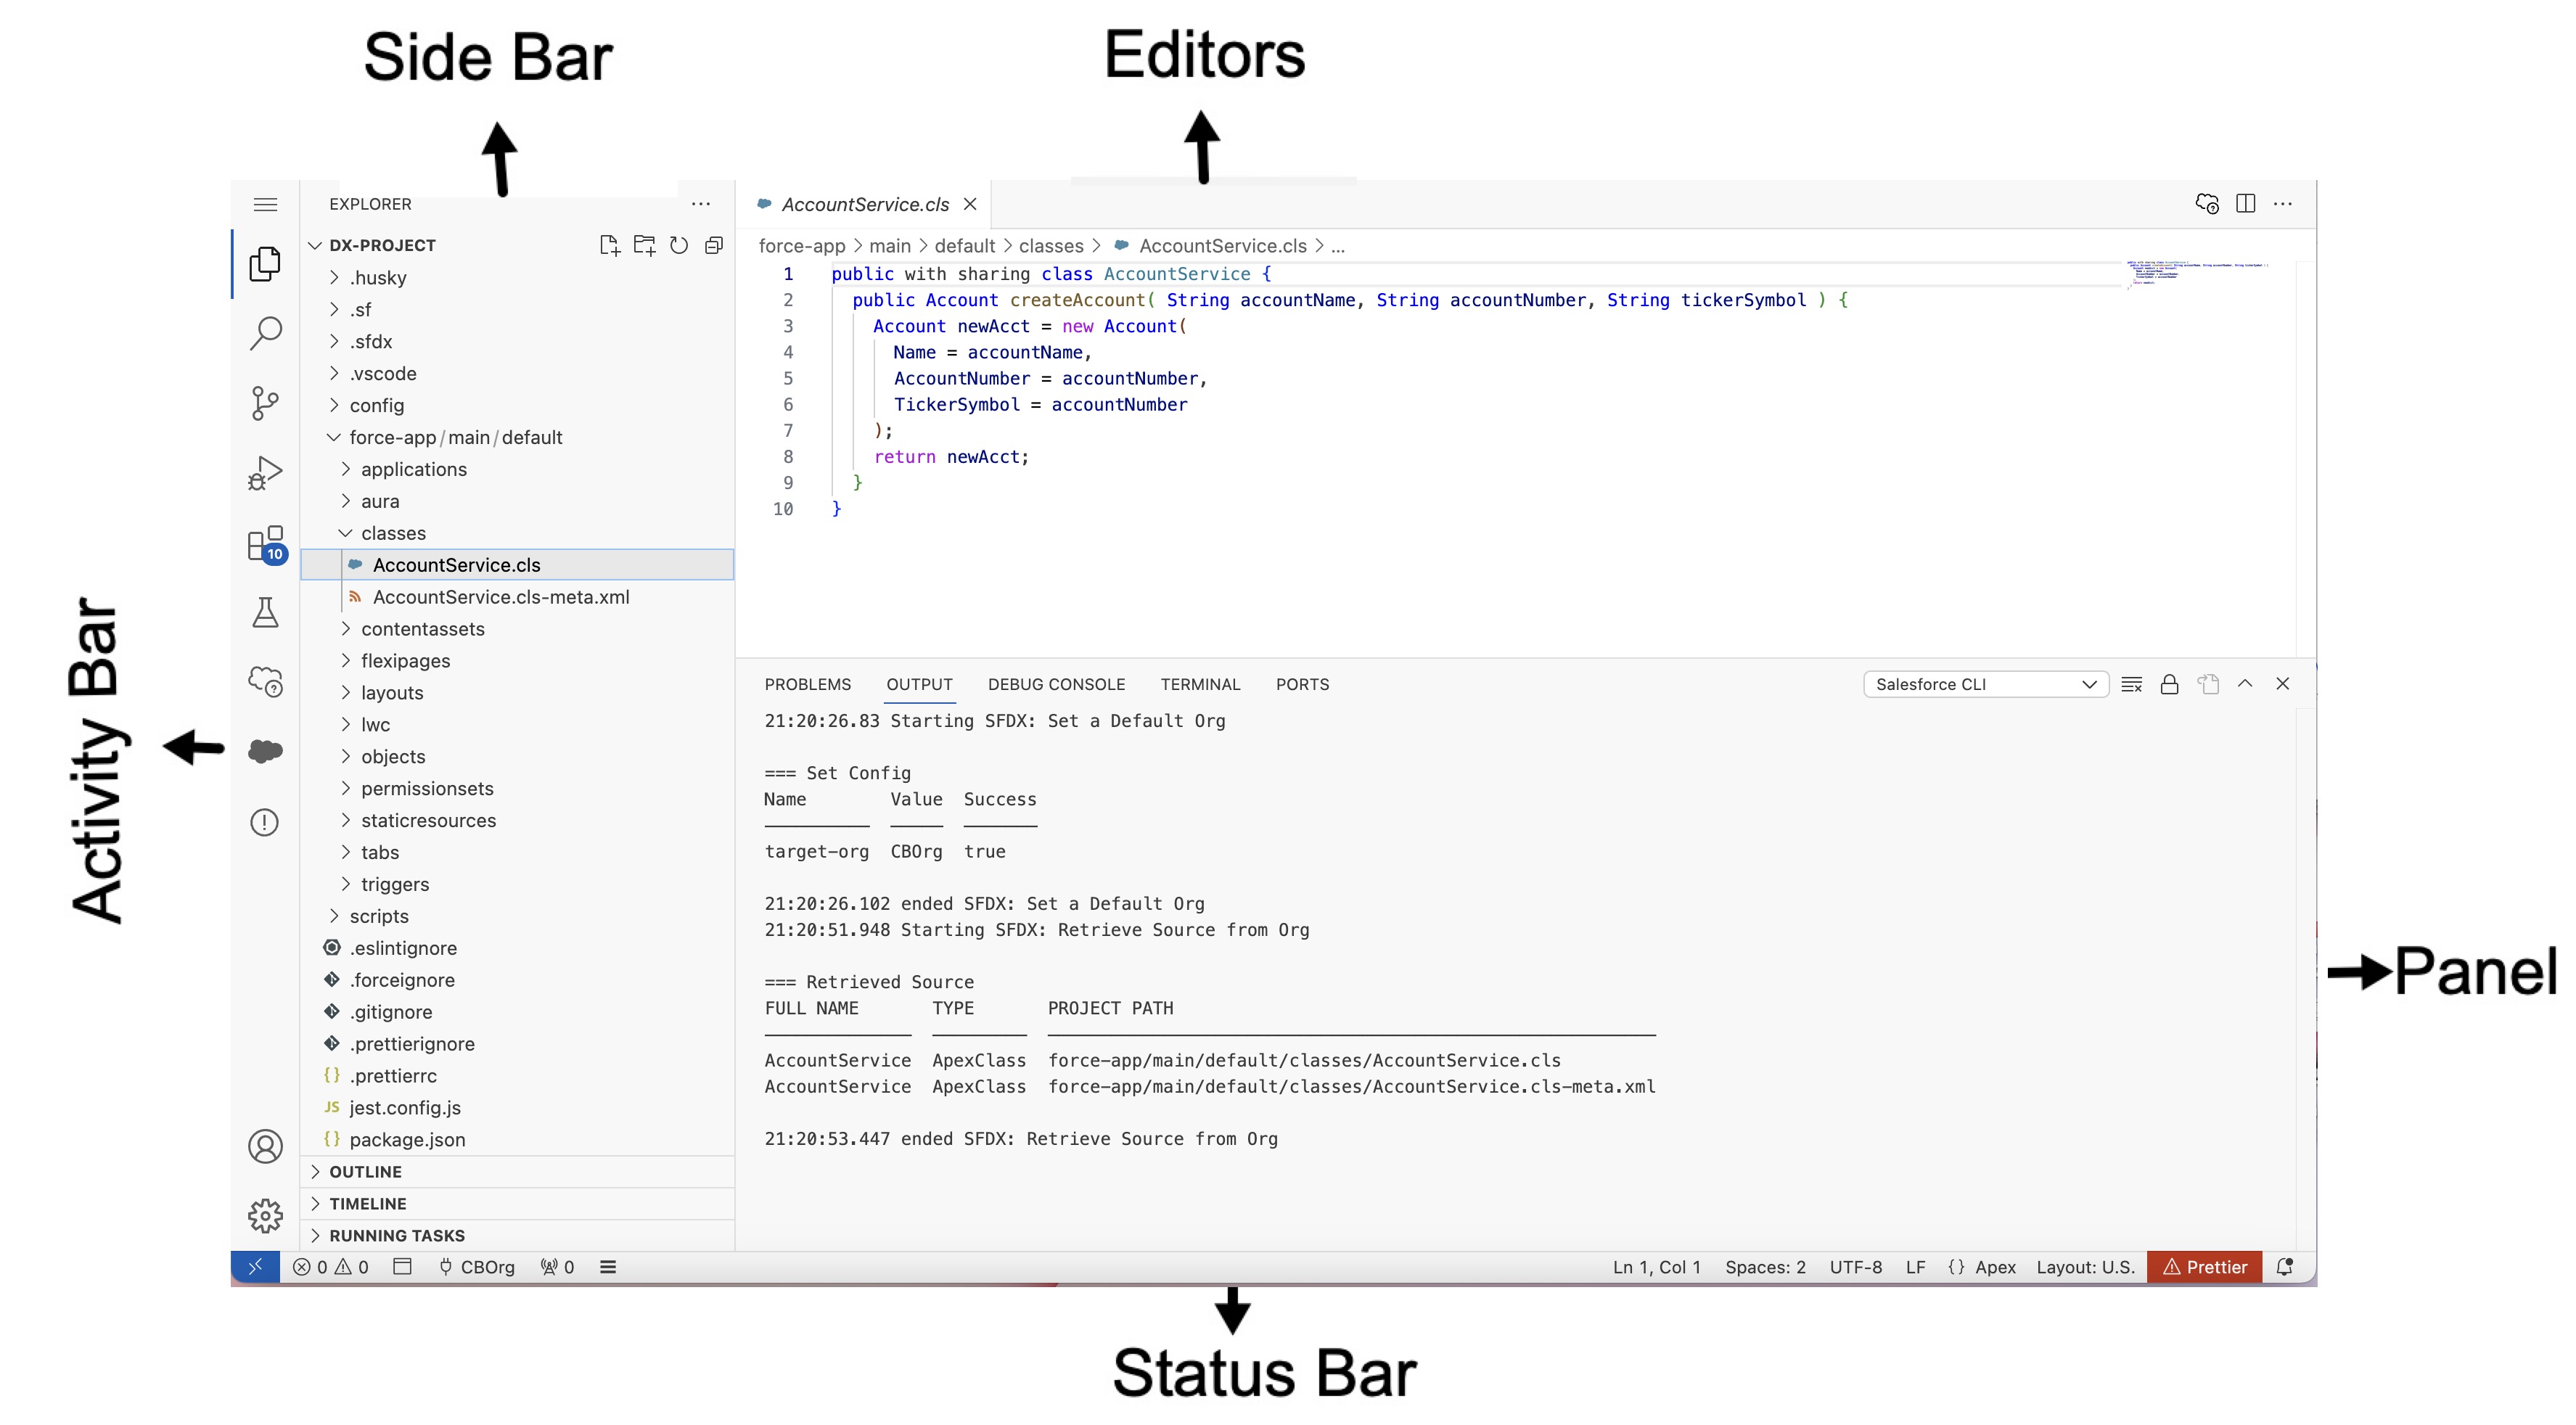 Side Bar
Editors
Activity Bar
EXPLORER
DX-PROJECT
.husky
.sf
.sfdx
.vscode
config
force-app/main/default
applications
aura
classes
AccountService.cls
AccountService.cls-meta.xml
contentassets
flexipages
layouts
lwc
objects
permissionsets
staticresources
tabs
triggers
scripts
.eslintignore
.forceignore
.gitignore
.prettierignore
{} .prettierrc
JS jest.config.js
{} package.json
OUTLINE
TIMELINE
RUNNING TASKS
10
AccountService.cls
force-app > main > default > classes > AccountService.cls > ...
1 public with sharing class AccountService {
2 public Account createAccount( String accountName, String accountNumber, String tickerSymbol ) {
3 Account newAcct = new Account(
4 Name = accountName,
5 AccountNumber = accountNumber,
6 TickerSymbol = accountNumber
7 );
8 return newAcct;
9 }
10 }
PROBLEMS OUTPUT DEBUG CONSOLE TERMINAL PORTS Salesforce CLI
21:20:26.83 Starting SFDX: Set a Default Org
=== Set Config
Name Value Success
target-org CBOrg true
21:20:26.102 ended SFDX: Set a Default Org
21:20:51.948 Starting SFDX: Retrieve Source from Org
=== Retrieved Source
FULL NAME TYPE PROJECT PATH
AccountService ApexClass force-app/main/default/classes/AccountService.cls
AccountService ApexClass force-app/main/default/classes/AccountService.cls-meta.xml
21:20:53.447 ended SFDX: Retrieve Source from Org
Panel
0 0 CBOrg 0 Ln 1, Col 1 Spaces: 2 UTF-8 LF {} Apex Layout: U.S. Prettier
Status Bar